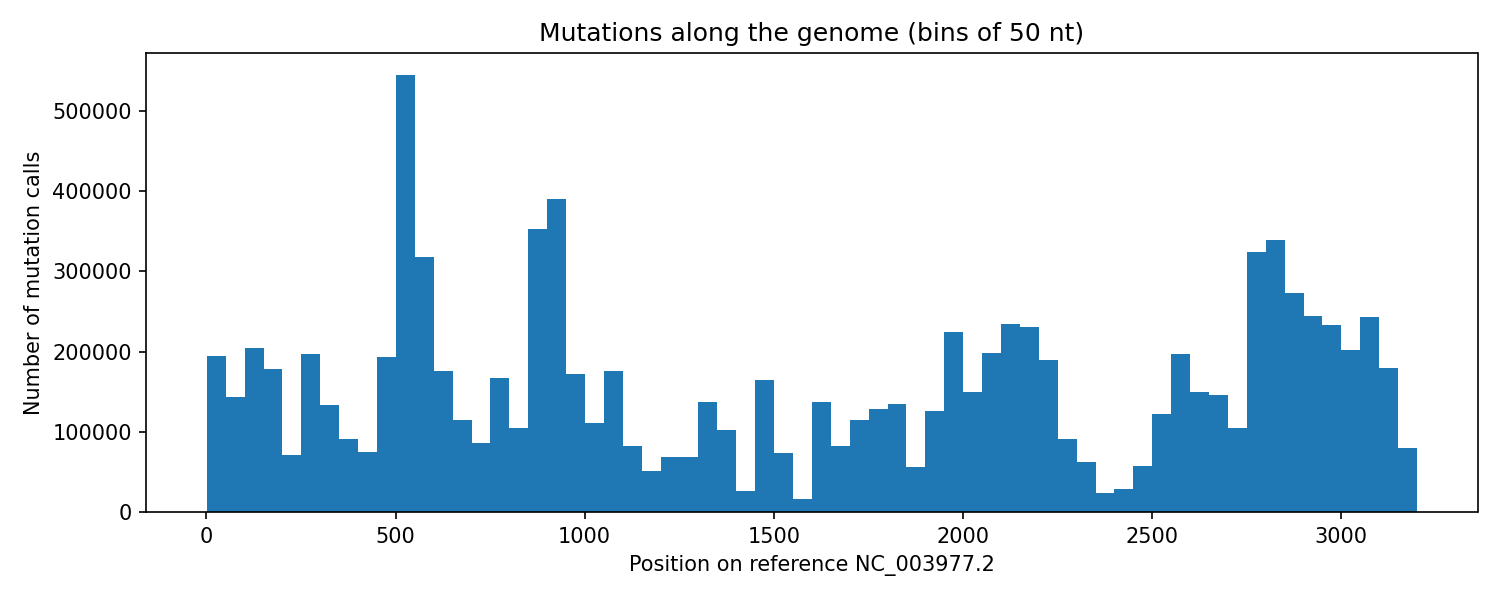 Mutations along the genome (bins of 50 nt)
Number of mutation calls
500000
400000
300000
200000
100000
0
0 500 1000 1500 2000 2500 3000
Position on reference NC_003977.2